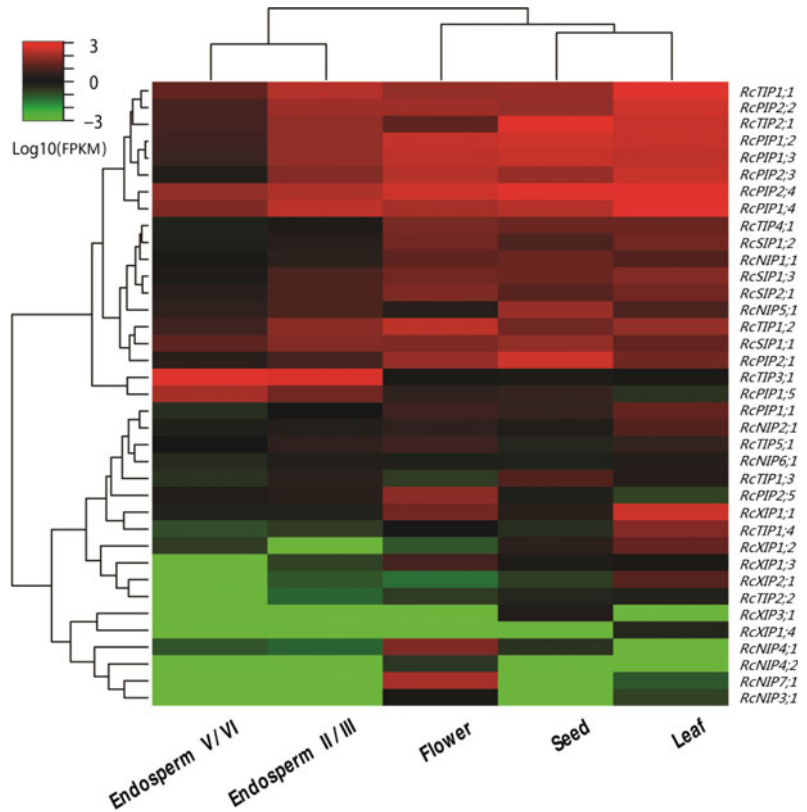 3
0
−3
Log10(FPKM)
RcTIP1;1
RcPIP2;2
RcTIP2;1
RcPIP1;2
RcPIP1;3
RcPIP2;3
RcPIP2;4
RcPIP1;4
RcTIP4;1
RcSIP1;2
RcNIP1;1
RcSIP1;3
RcSIP2;1
RcNIP5;1
RcTIP1;2
RcSIP1;1
RcPIP2;1
RcTIP3;1
RcPIP1;5
RcPIP1;1
RcNIP2;1
RcTIP5;1
RcNIP6;1
RcTIP1;3
RcPIP2;5
RcXIP1;1
RcTIP1;4
RcXIP1;2
RcXIP1;3
RcXIP2;1
RcTIP2;2
RcXIP3;1
RcXIP1;4
RcNIP4;1
RcNIP4;2
RcNIP7;1
RcNIP3;1
Endosperm V/VI
Endosperm II/III
Flower
Seed
Leaf